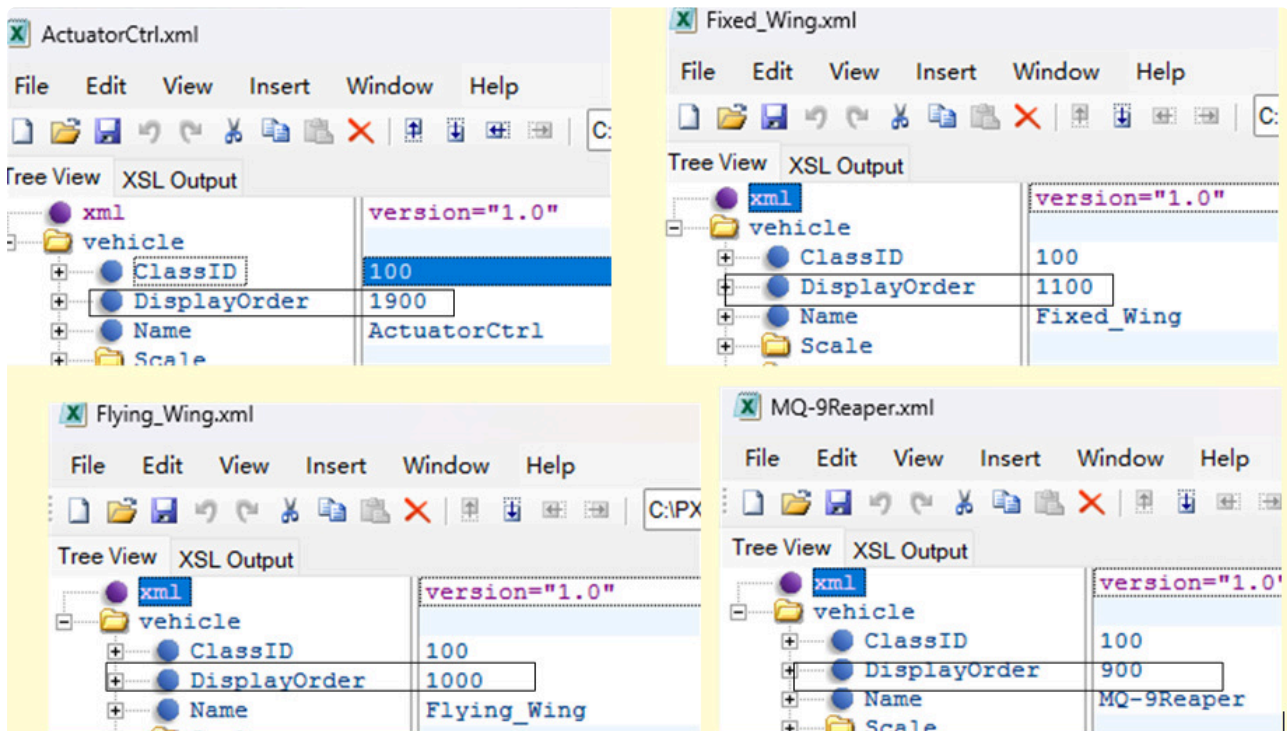 ActuatorCtrl.xml
File Edit View Insert Window Help
C:
Tree View XSL Output
xml version="1.0"
vehicle
ClassID 100
DisplayOrder 1900
Name ActuatorCtrl
Scale
Fixed_Wing.xml
File Edit View Insert Window Help
C:
Tree View XSL Output
xml version="1.0"
vehicle
ClassID 100
DisplayOrder 1100
Name Fixed_Wing
Scale
Flying_Wing.xml
File Edit View Insert Window Help
C:\PX
Tree View XSL Output
xml version="1.0"
vehicle
ClassID 100
DisplayOrder 1000
Name Flying_Wing
MQ-9Reaper.xml
File Edit View Insert Window Help
Tree View XSL Output
xml version="1.0"
vehicle
ClassID 100
DisplayOrder 900
Name MQ-9Reaper
Scale